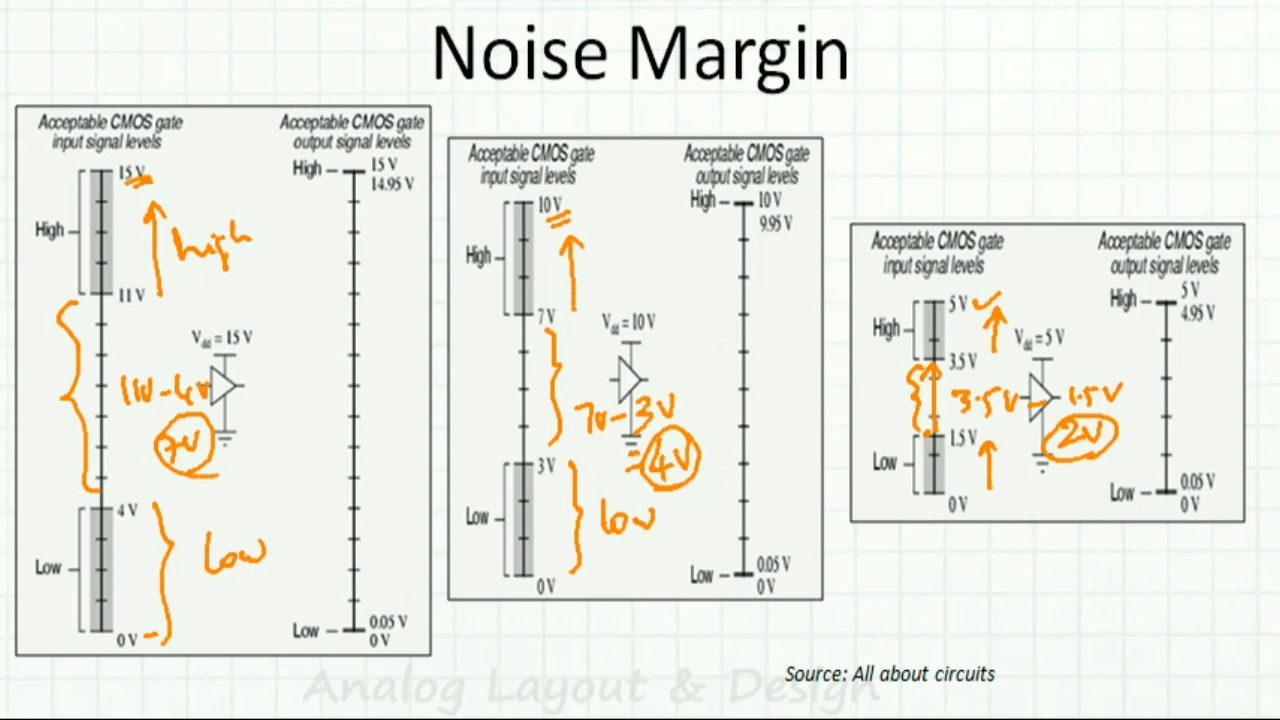 Noise Margin
Acceptable CMOS gate
input signal levels
Acceptable CMOS gate
output signal levels
15 V
High
15 V
14.95 V
High
high
11 V
Vdd = 15 V
11V-4V
7V
4 V
Low
Low
0 V
Low
0.05 V
0 V
Acceptable CMOS gate
input signal levels
Acceptable CMOS gate
output signal levels
10 V
High
10 V
9.95 V
High
7 V
Vdd = 10 V
7V-3V
=4V
3 V
Low
Low
0 V
Low
0.05 V
0 V
Acceptable CMOS gate
input signal levels
Acceptable CMOS gate
output signal levels
5 V
High
5 V
4.95 V
High
Vdd = 5 V
3.5 V
3.5V-1.5V
2V
1.5 V
Low
0 V
Low
0.05 V
0 V
Source: All about circuits
Analog Layout & Design